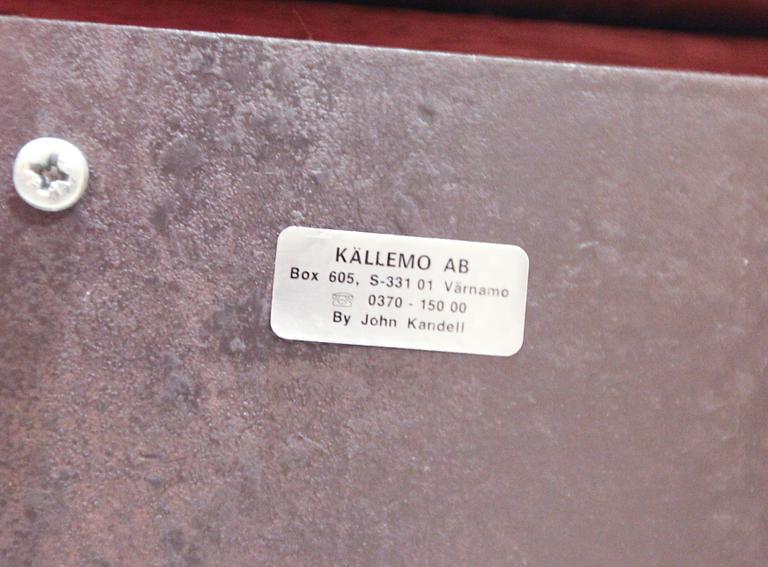 KÄLLEMO AB
Box 605, S-331 01 Värnamo
☏ 0370 - 150 00
By John Kandell